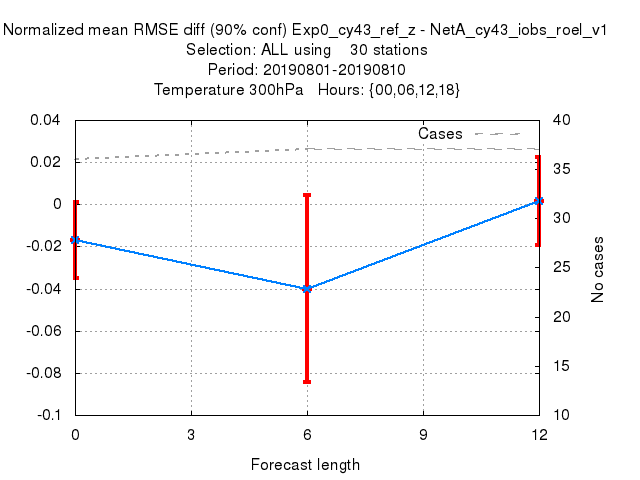 Normalized mean RMSE diff (90% conf) Exp0_cy43_ref_z - NetA_cy43_iobs_roel_v1
Selection: ALL using 30 stations
Period: 20190801-20190810
Temperature 300hPa Hours: {00,06,12,18}
Cases
0.04
0.02
0
-0.02
-0.04
-0.06
-0.08
-0.1
40
35
30
25
20
15
10
No cases
0 3 6 9 12
Forecast length